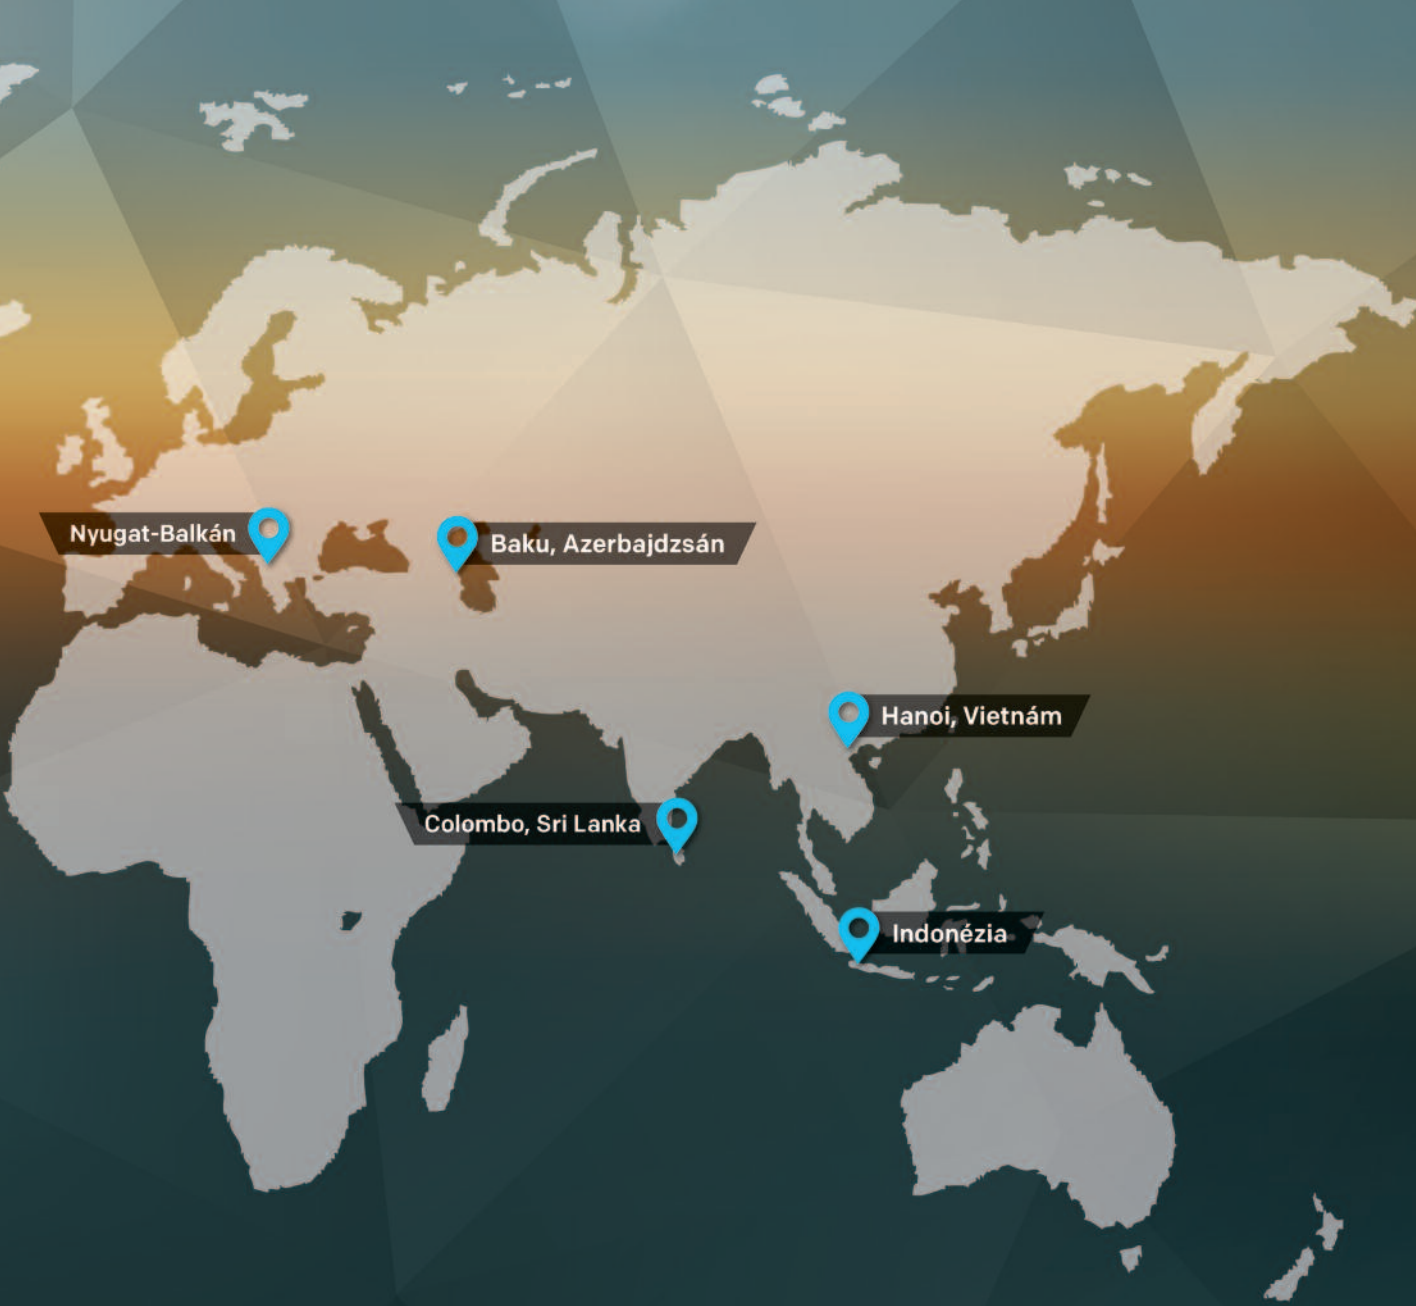 Nyugat-Balkán
Baku, Azerbajdzsán
Hanoi, Vietnám
Colombo, Sri Lanka
Indonézia